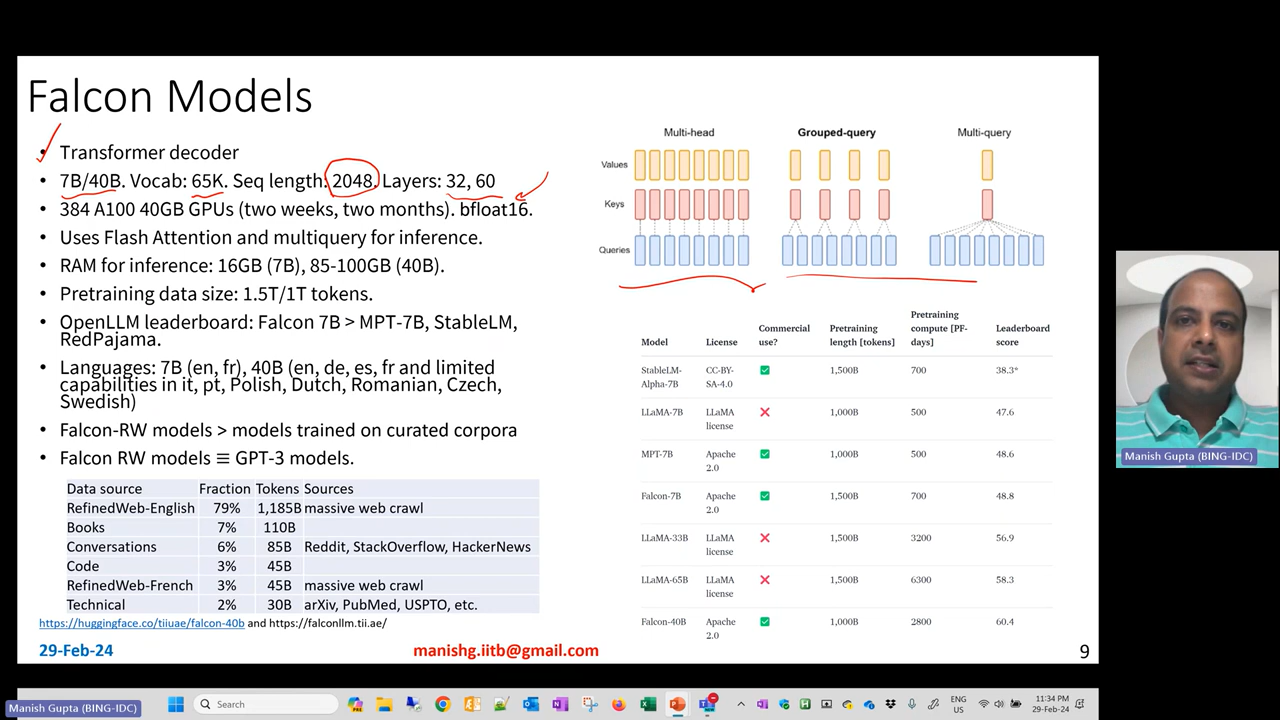 Falcon Models
• Transformer decoder
• 7B/40B. Vocab: 65K. Seq length: 2048. Layers: 32, 60
• 384 A100 40GB GPUs (two weeks, two months). bfloat16.
• Uses Flash Attention and multiquery for inference.
• RAM for inference: 16GB (7B), 85-100GB (40B).
• Pretraining data size: 1.5T/1T tokens.
• OpenLLM leaderboard: Falcon 7B > MPT-7B, StableLM,
RedPajama.
• Languages: 7B (en, fr), 40B (en, de, es, fr and limited
capabilities in it, pt, Polish, Dutch, Romanian, Czech,
Swedish)
• Falcon-RW models > models trained on curated corpora
• Falcon RW models ≡ GPT-3 models.
Data source Fraction Tokens Sources
RefinedWeb-English 79% 1,185B massive web crawl
Books 7% 110B
Conversations 6% 85B Reddit, StackOverflow, HackerNews
Code 3% 45B
RefinedWeb-French 3% 45B massive web crawl
Technical 2% 30B arXiv, PubMed, USPTO, etc.
https://huggingface.co/tiiuae/falcon-40b and https://falconllm.tii.ae/
Multi-head Grouped-query Multi-query
Values
Keys
Queries
Model License Commercial use? Pretraining length [tokens] Pretraining compute [PF-days] Leaderboard score
StableLM-Alpha-7B CC-BY-SA-4.0 ✅ 1,500B 700 38.3*
LLaMA-7B LLaMA license ❌ 1,000B 500 47.6
MPT-7B Apache 2.0 ✅ 1,000B 500 48.6
Falcon-7B Apache 2.0 ✅ 1,500B 700 48.8
LLaMA-33B LLaMA license ❌ 1,500B 3200 56.9
LLaMA-65B LLaMA license ❌ 1,500B 6300 58.3
Falcon-40B Apache 2.0 ✅ 1,000B 2800 60.4
29-Feb-24 manishg.iitb@gmail.com 9
Manish Gupta (BING-IDC)
Manish Gupta (BING-IDC)
Search
ENG
US
11:34 PM
29-Feb-24